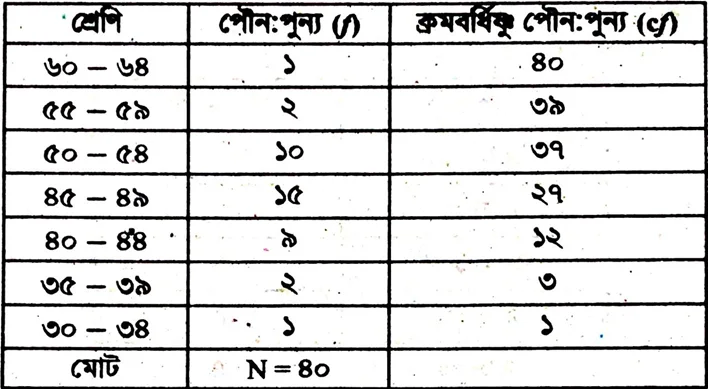 শ্রেণি পৌন:পুন্য (f) ক্রমবর্ধিষ্ণু পৌন:পুন্য (cf)
৬০ – ৬৪ ১ ৪০
৫৫ – ৫৯ ২ ৩৯
৫০ – ৫৪ ১০ ৩৭
৪৫ – ৪৯ ১৫ ২৭
৪০ – ৪৪ ৯ ১২
৩৫ – ৩৯ ২ ৩
৩০ – ৩৪ ১ ১
মোট N = ৪০